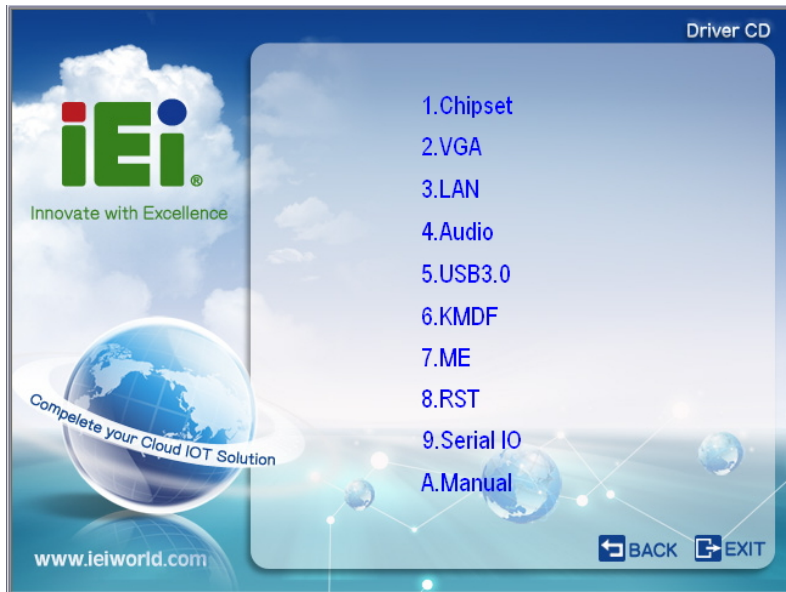 Driver CD
iEi®
Innovate with Excellence
1.Chipset
2.VGA
3.LAN
4.Audio
5.USB3.0
6.KMDF
7.ME
8.RST
9.Serial IO
A.Manual
Compelete your Cloud IOT Solution
www.ieiworld.com
BACK
EXIT